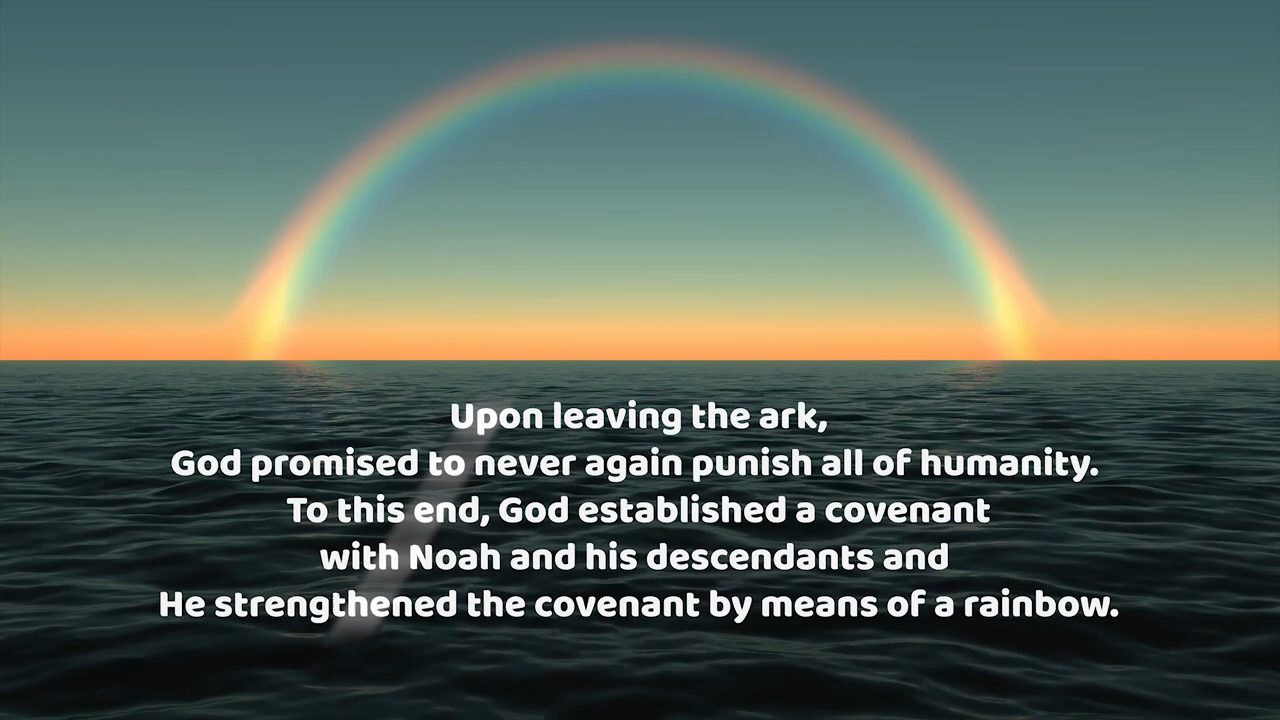 Upon leaving the ark,
God promised to never again punish all of humanity.
To this end, God established a covenant
with Noah and his descendants and
He strengthened the covenant by means of a rainbow.